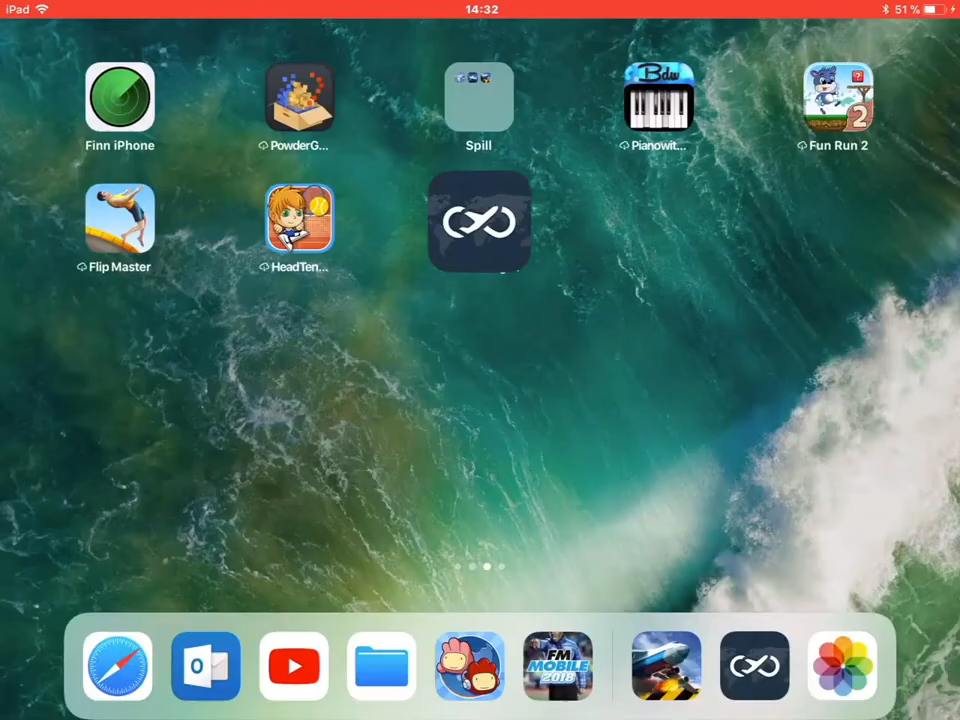 iPad 14:32 51 %
Bdw
?
2
Finn iPhone PowderG... Spill Pianowit... Fun Run 2
Flip Master HeadTen...
O FM MOBILE 2018